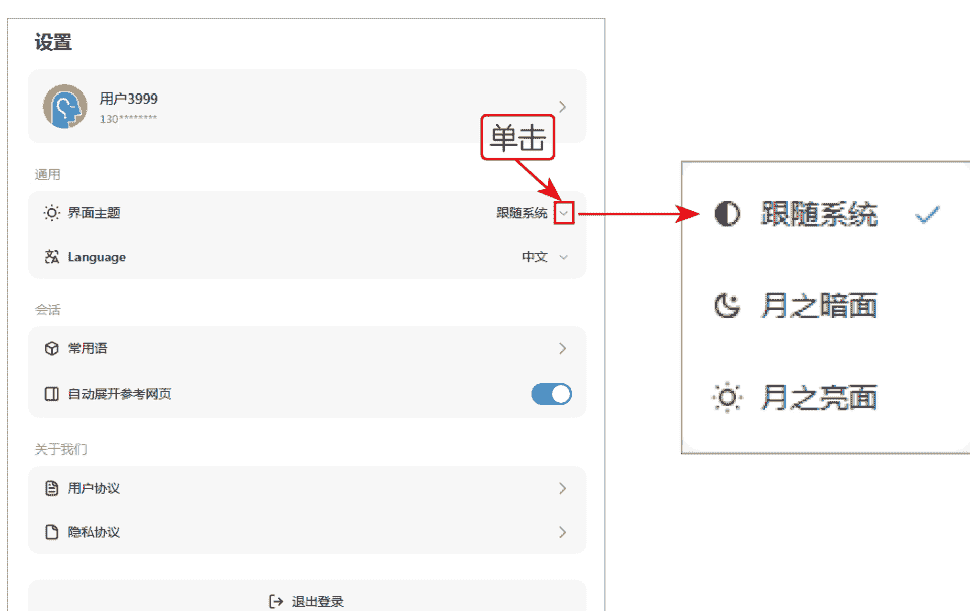 设置
用户3999
130********
单击
通用
界面主题
跟随系统
Language
中文
会话
常用语
自动展开参考网页
关于我们
用户协议
隐私协议
退出登录
跟随系统
月之暗面
月之亮面